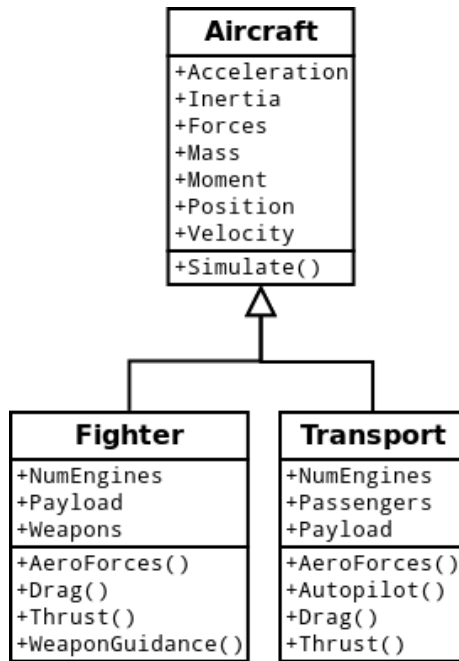 Aircraft
+Acceleration
+Inertia
+Forces
+Mass
+Moment
+Position
+Velocity
+Simulate()
Fighter
+NumEngines
+Payload
+Weapons
+AeroForces()
+Drag()
+Thrust()
+WeaponGuidance()
Transport
+NumEngines
+Passengers
+Payload
+AeroForces()
+Autopilot()
+Drag()
+Thrust()